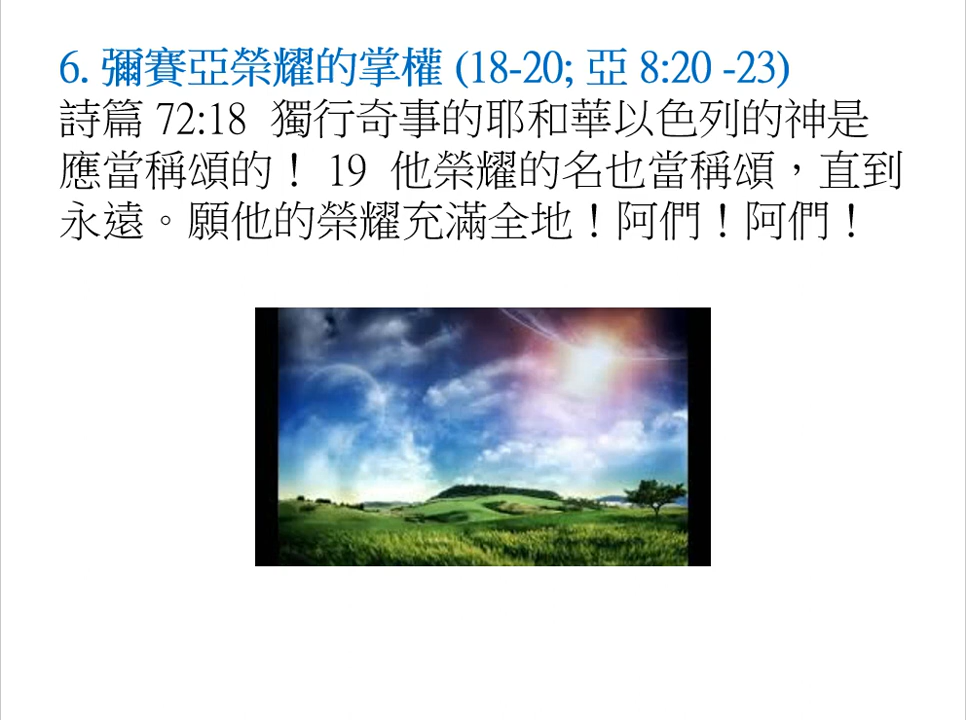 6. 彌賽亞榮耀的掌權 (18-20; 亞 8:20 -23)
詩篇 72:18 獨行奇事的耶和華以色列的神是
應當稱頌的！ 19 他榮耀的名也當稱頌，直到
永遠。願他的榮耀充滿全地！阿們！阿們！